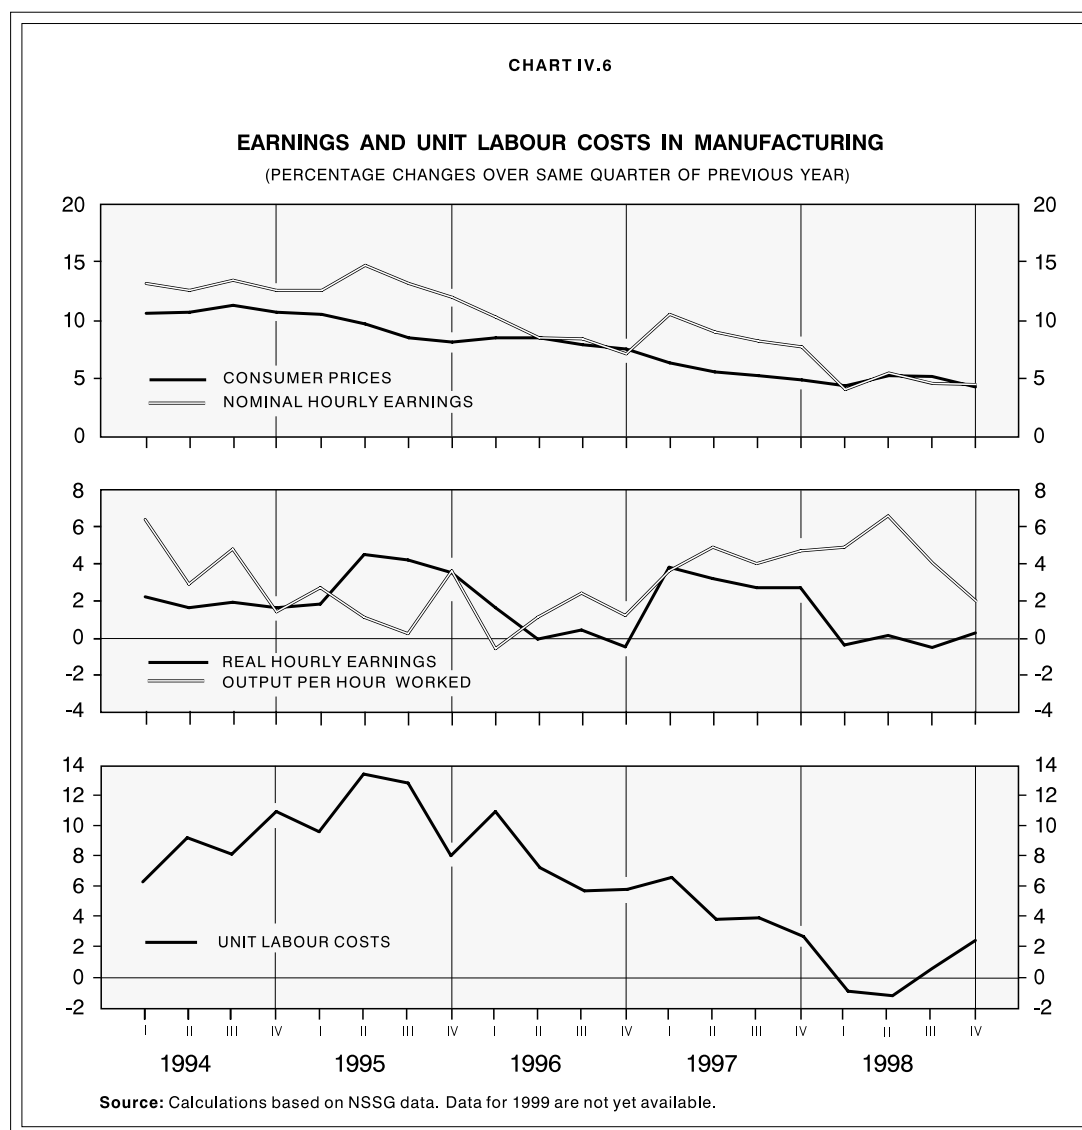 CHART IV.6
EARNINGS AND UNIT LABOUR COSTS IN MANUFACTURING
(PERCENTAGE CHANGES OVER SAME QUARTER OF PREVIOUS YEAR)
20 20
15 15
10 10
5 5
0 0
CONSUMER PRICES
NOMINAL HOURLY EARNINGS
8 8
6 6
4 4
2 2
0 0
-2 -2
-4 -4
REAL HOURLY EARNINGS
OUTPUT PER HOUR WORKED
14 14
12 12
10 10
8 8
6 6
4 4
2 2
0 0
-2 -2
UNIT LABOUR COSTS
I II III IV I II III IV I II III IV I II III IV I II III IV
1994 1995 1996 1997 1998
Source: Calculations based on NSSG data. Data for 1999 are not yet available.